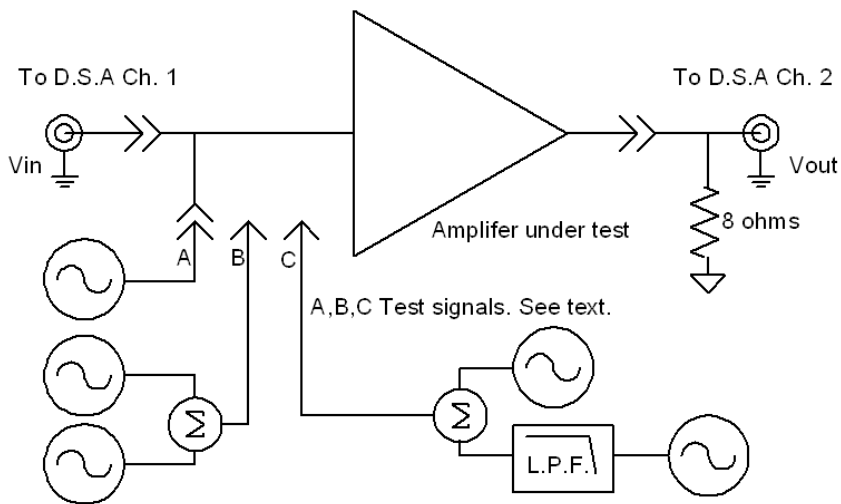 To D.S.A Ch. 1
To D.S.A Ch. 2
Vin
Vout
Amplifer under test
8 ohms
A
B
C
A,B,C Test signals. See text.
Σ
Σ
L.P.F.